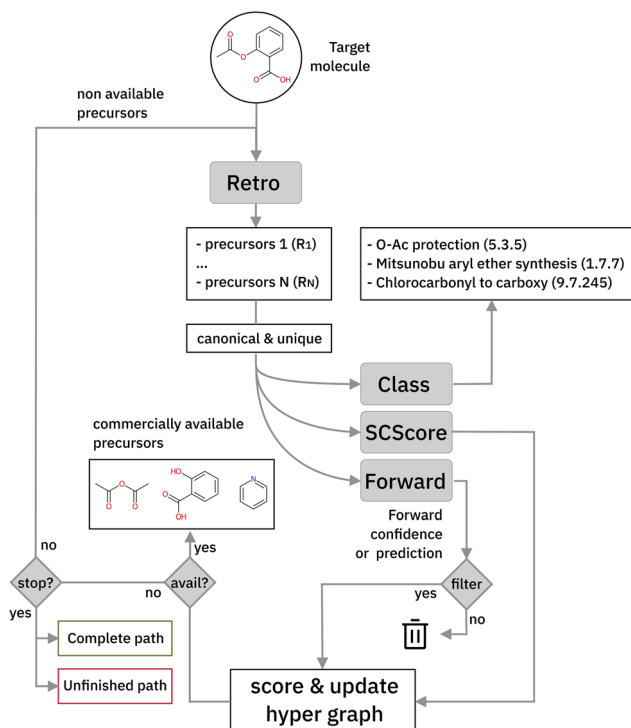 Target
molecule
O
O
O
OH
non available
precursors
Retro
- precursors 1 (R1)
...
- precursors N (RN)
- O-Ac protection (5.3.5)
- Mitsunobu aryl ether synthesis (1.7.7)
- Chlorocarbonyl to carboxy (9.7.245)
canonical & unique
Class
SCScore
Forward
commercially available
precursors
O
O
O
HO
O
OH
N
Forward
confidence
or prediction
no
yes
stop?
no
avail?
yes
filter
yes
no
Complete path
Unfinished path
score & update
hyper graph